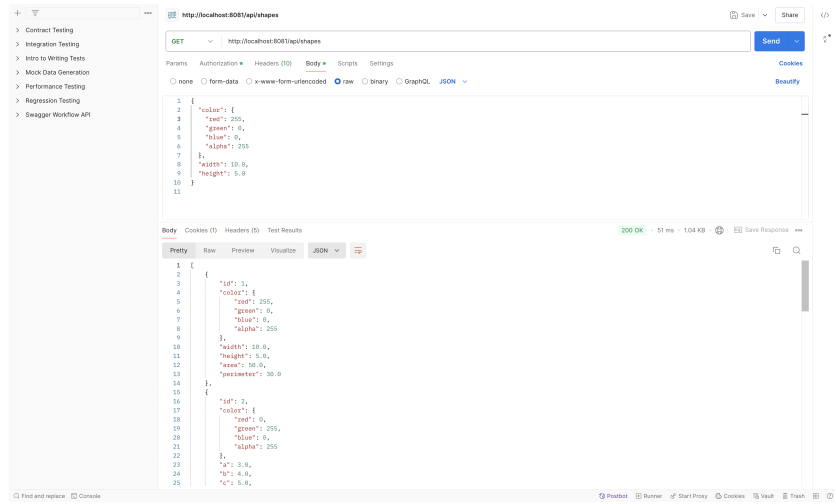 http://localhost:8081/api/shapes
Save
Share
Contract Testing
Integration Testing
Intro to Writing Tests
Mock Data Generation
Performance Testing
Regression Testing
Swagger Workflow API
GET http://localhost:8081/api/shapes Send
Params Authorization Headers (10) Body Scripts Settings Cookies
none form-data x-www-form-urlencoded raw binary GraphQL JSON Beautify
1 {
2 "color": {
3 "red": 255,
4 "green": 0,
5 "blue": 0,
6 "alpha": 255
7 },
8 "width": 10.0,
9 "height": 5.0
10 }
11
Body Cookies (1) Headers (5) Test Results 200 OK 51 ms 1.04 KB Save Response
Pretty Raw Preview Visualize JSON
1 [
2 {
3 "id": 1,
4 "color": {
5 "red": 255,
6 "green": 0,
7 "blue": 0,
8 "alpha": 255
9 },
10 "width": 10.0,
11 "height": 5.0,
12 "area": 50.0,
13 "perimeter": 30.0
14 },
15 {
16 "id": 2,
17 "color": {
18 "red": 0,
19 "green": 255,
20 "blue": 0,
21 "alpha": 255
22 },
23 "a": 3.0,
24 "b": 4.0,
25 "c": 5.0,
Find and replace Console Postbot Runner Start Proxy Cookies Vault Trash